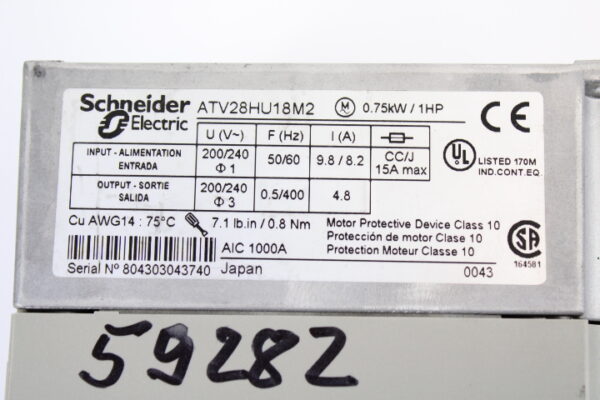 Schneider Electric ATV28HU18M2 M 0.75kW / 1HP CE
U (V~) F (Hz) I (A)
INPUT - ALIMENTATION ENTRADA 200/240 Φ 1 50/60 9.8 / 8.2 CC/J 15A max
OUTPUT - SORTIE SALIDA 200/240 Φ 3 0.5/400 4.8
UL LISTED 170M
IND.CONT.EQ.
Cu AWG14 : 75°C 7.1 lb.in / 0.8 Nm
Motor Protective Device Class 10
Protección de motor Clase 10
Protection Moteur Classe 10
AIC 1000A
Serial Nº 804303043740 Japan 0043
SA 164581
59282